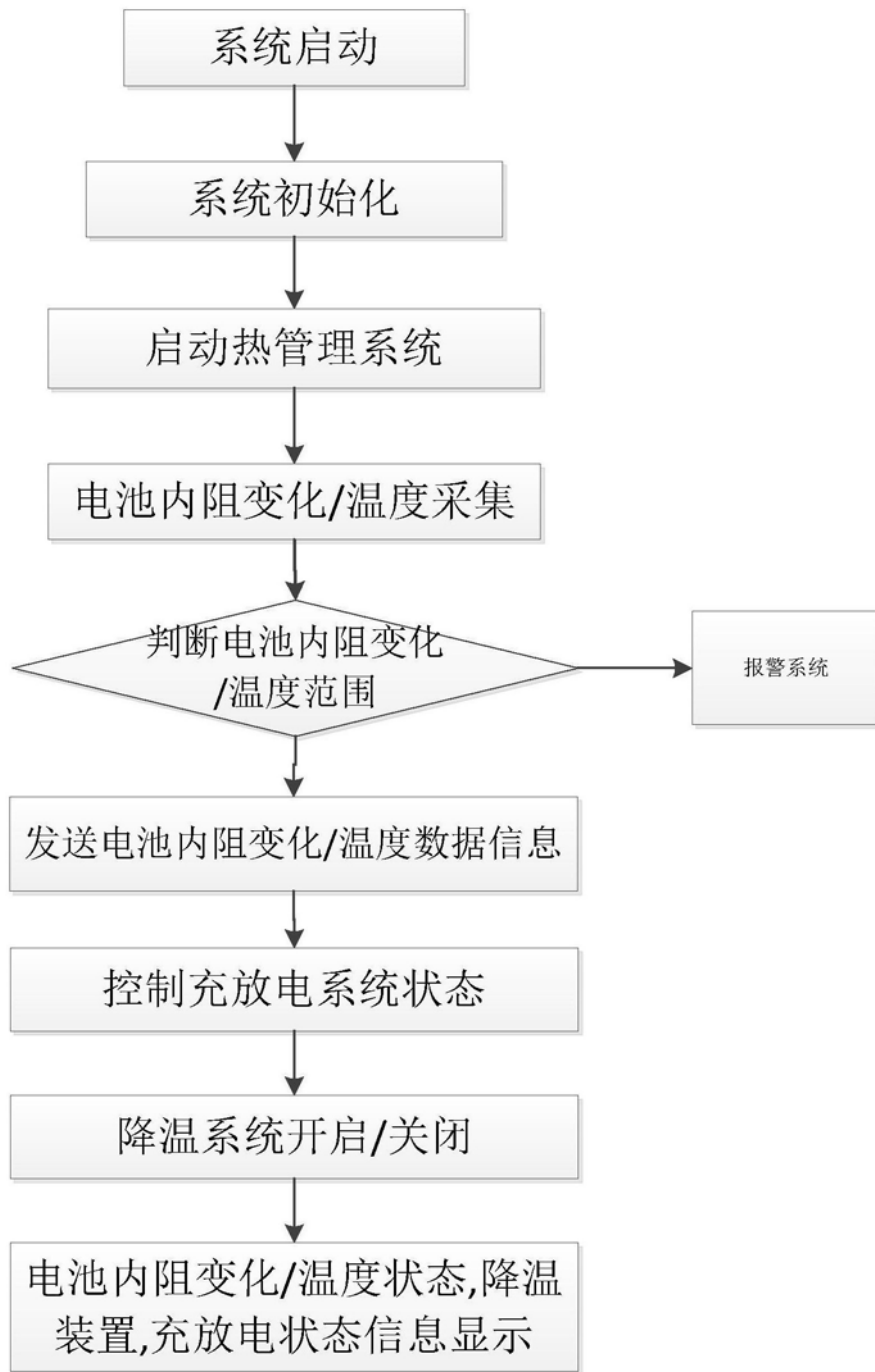 系统启动
系统初始化
启动热管理系统
电池内阻变化/温度采集
判断电池内阻变化
/温度范围
报警系统
发送电池内阻变化/温度数据信息
控制充放电系统状态
降温系统开启/关闭
电池内阻变化/温度状态,降温
装置,充放电状态信息显示